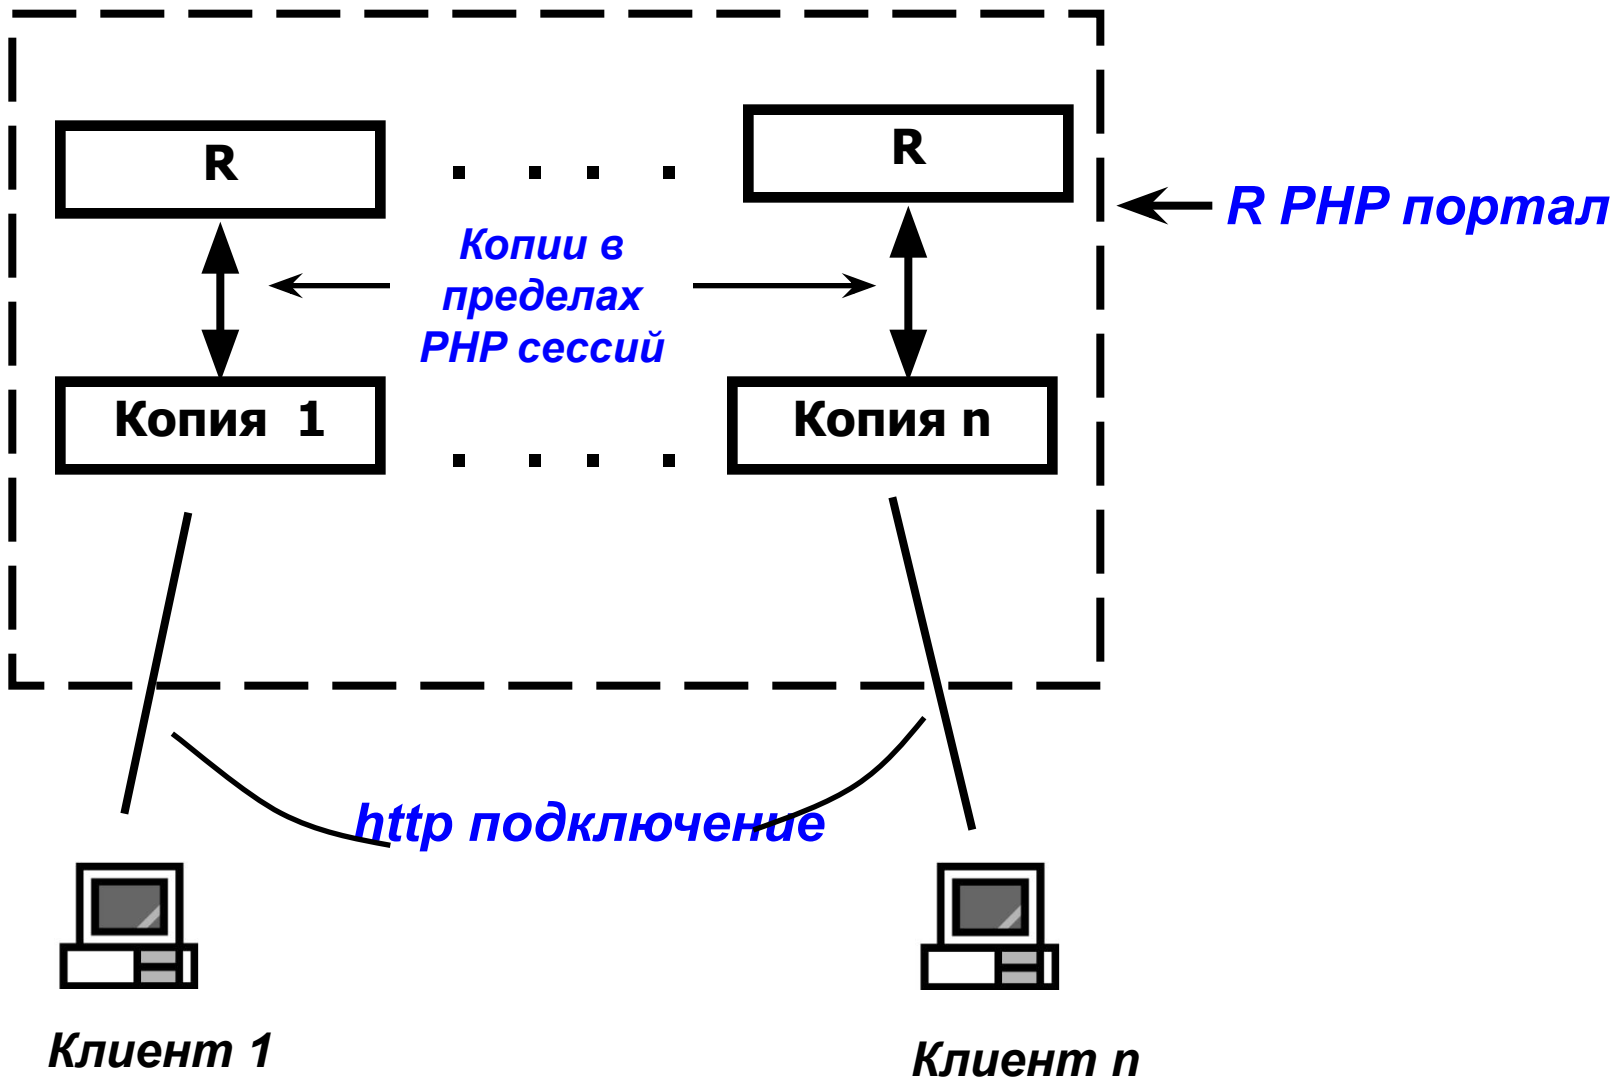 R
R
R PHP портал
Копии в
пределах
PHP сессий
Копия 1
Копия n
http подключение
Клиент 1
Клиент n